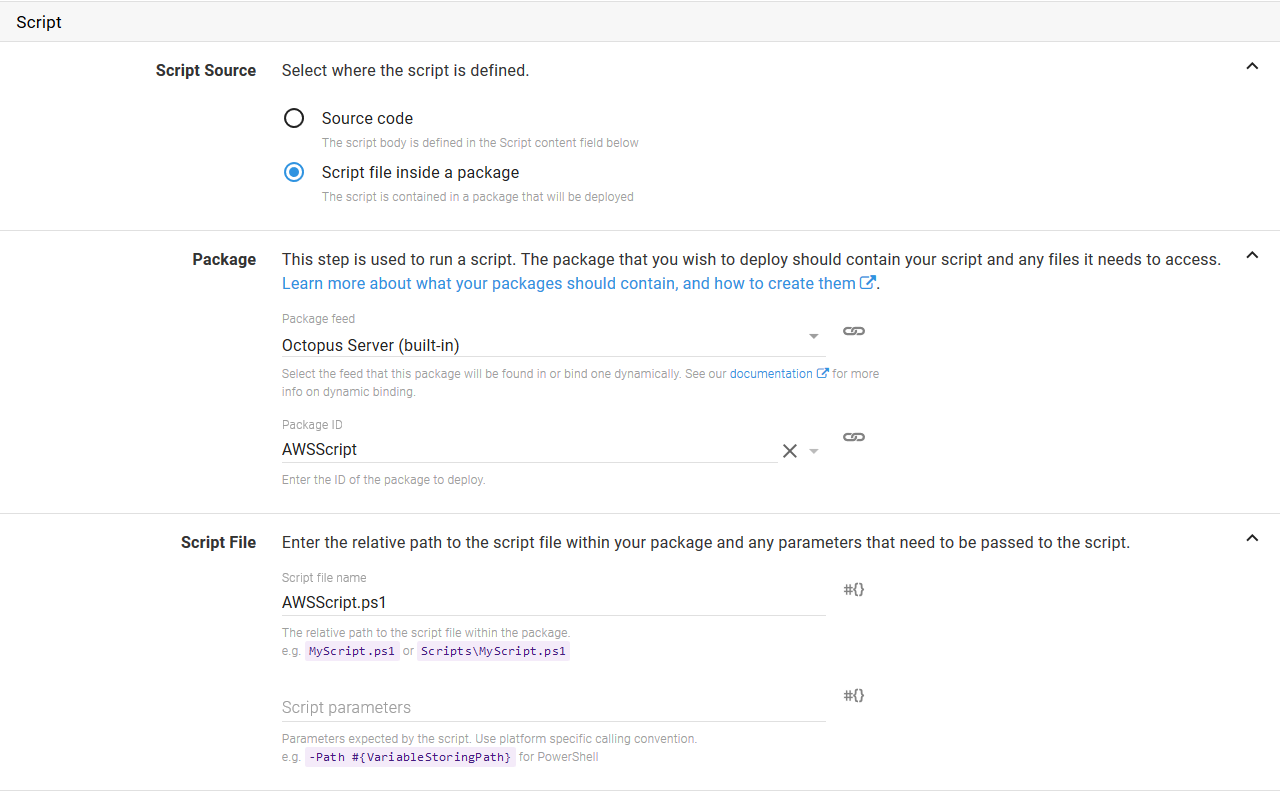 Script
Script Source
Select where the script is defined.
Source code
The script body is defined in the Script content field below
Script file inside a package
The script is contained in a package that will be deployed
Package
This step is used to run a script. The package that you wish to deploy should contain your script and any files it needs to access.
Learn more about what your packages should contain, and how to create them.
Package feed
Octopus Server (built-in)
Select the feed that this package will be found in or bind one dynamically. See our documentation for more
info on dynamic binding.
Package ID
AWSScript
Enter the ID of the package to deploy.
Script File
Enter the relative path to the script file within your package and any parameters that need to be passed to the script.
Script file name
AWSScript.ps1
#{}
The relative path to the script file within the package.
e.g. MyScript.ps1 or Scripts\MyScript.ps1
Script parameters
#{}
Parameters expected by the script. Use platform specific calling convention.
e.g. -Path #{VariableStoringPath} for PowerShell